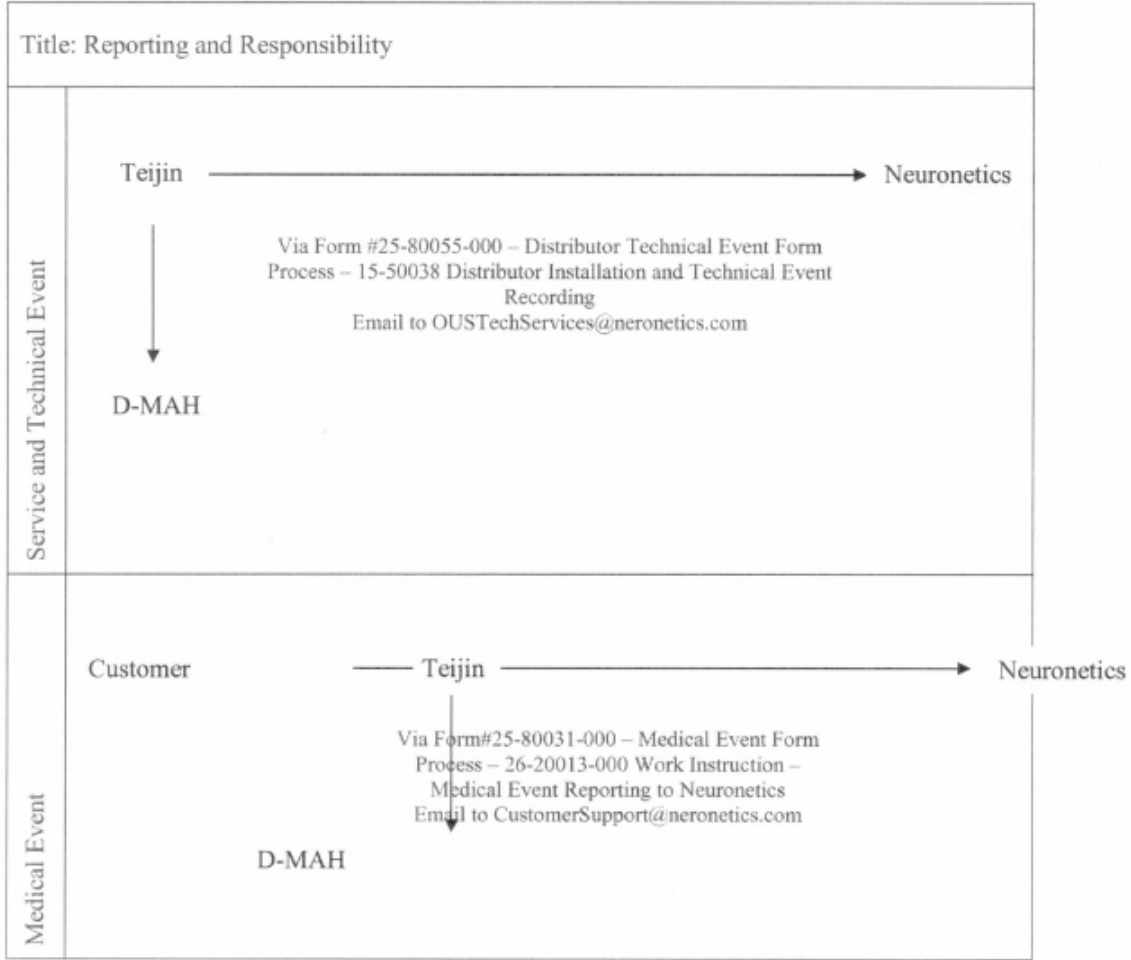 Title: Reporting and Responsibility
Service and Technical Event
Teijin
Neuronetics
Via Form #25-80055-000 – Distributor Technical Event Form
Process – 15-50038 Distributor Installation and Technical Event
Recording
Email to OUSTechServices@neronetics.com
D-MAH
Medical Event
Customer
Teijin
Neuronetics
Via Form#25-80031-000 – Medical Event Form
Process – 26-20013-000 Work Instruction –
Medical Event Reporting to Neuronetics
Email to CustomerSupport@neronetics.com
D-MAH